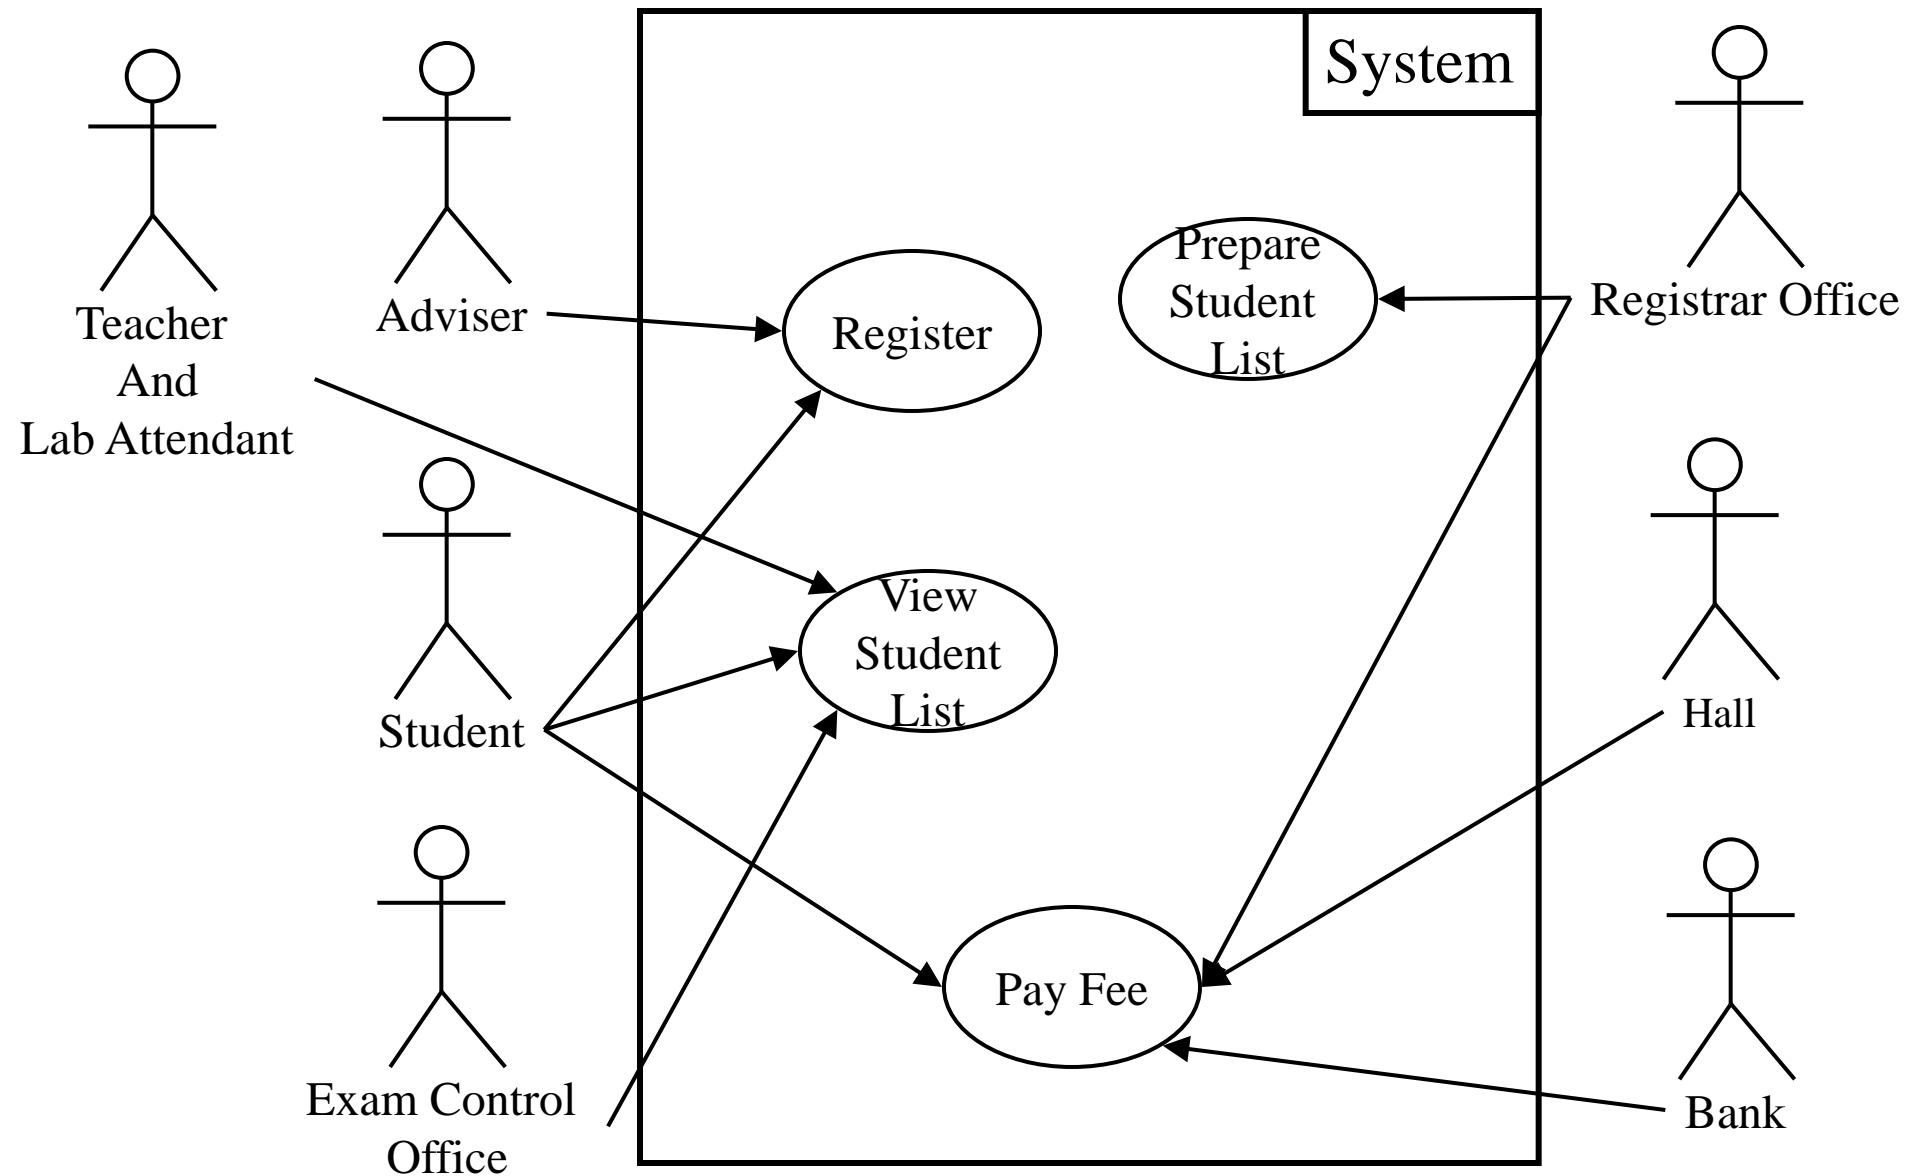 System
Teacher
And
Lab Attendant
Adviser
Register
Prepare
Student
List
Registrar Office
Student
View
Student
List
Hall
Exam Control
Office
Pay Fee
Bank